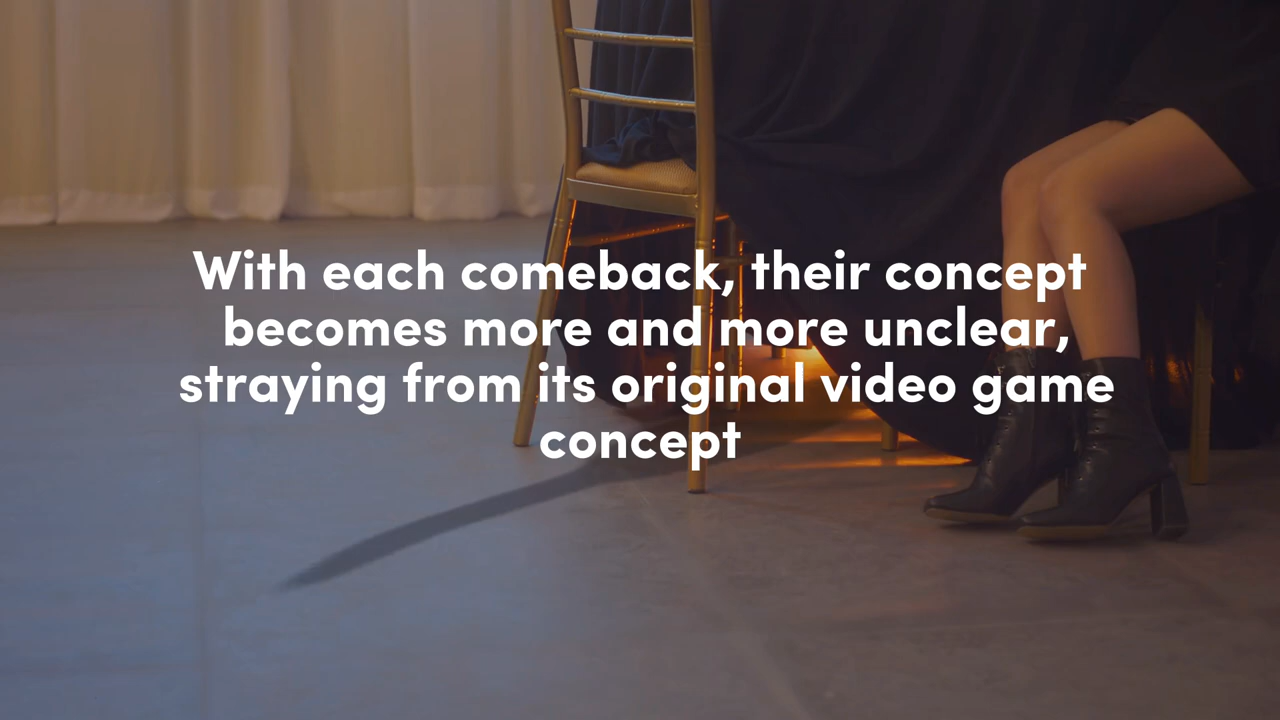 With each comeback, their concept
becomes more and more unclear,
straying from its original video game
concept